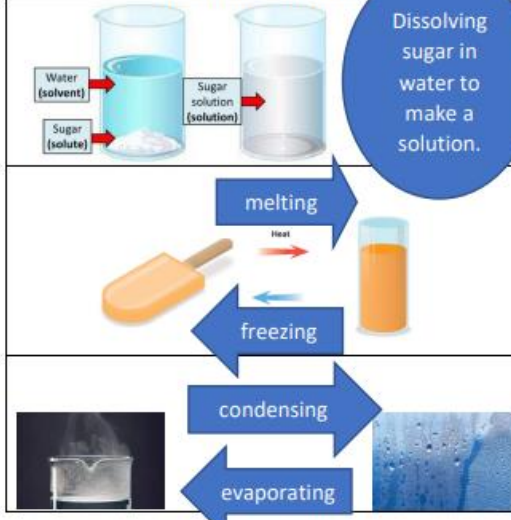 Water
(solvent)
Sugar
(solute)
Sugar
solution
(solution)
Dissolving
sugar in
water to
make a
solution.
melting
Heat
freezing
condensing
evaporating